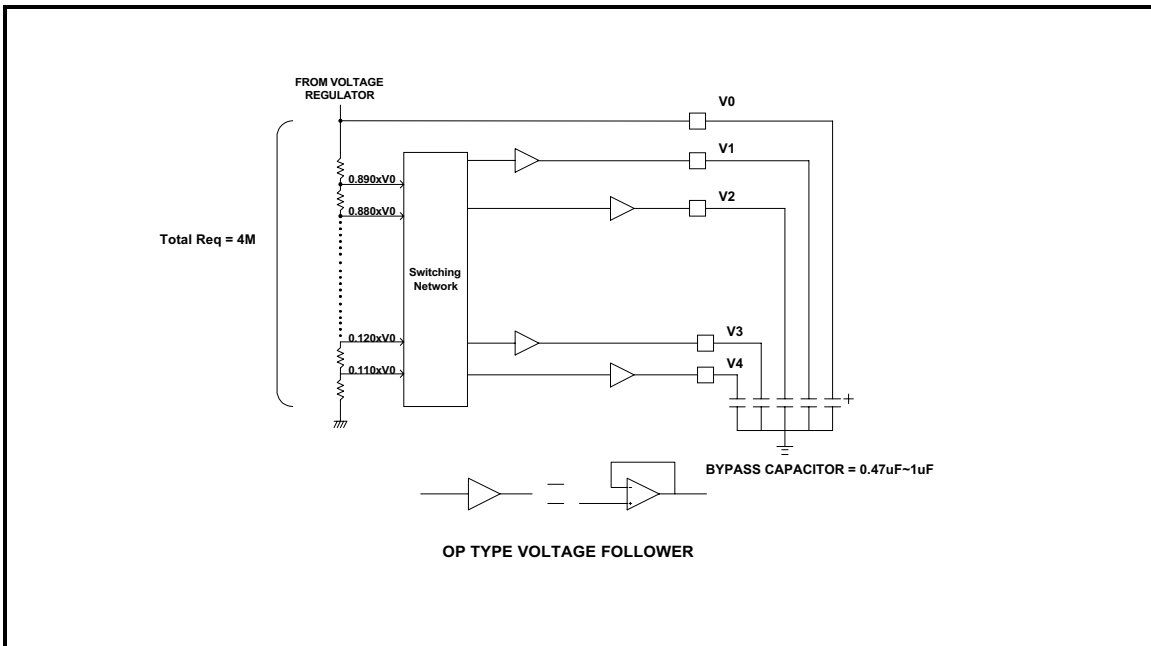 FROM VOLTAGE
REGULATOR
V0
V1
0.890xV0
V2
0.880xV0
Total Req = 4M
Switching
Network
0.120xV0
V3
0.110xV0
V4
+
BYPASS CAPACITOR = 0.47uF~1uF
-
+
OP TYPE VOLTAGE FOLLOWER